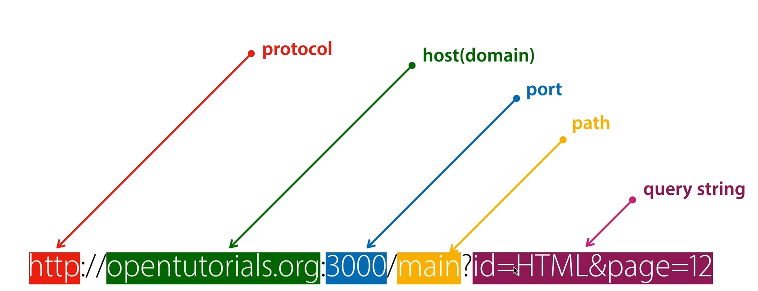 protocol
host(domain)
port
path
query string
http://opentutorials.org:3000/main?id=HTML&page=12